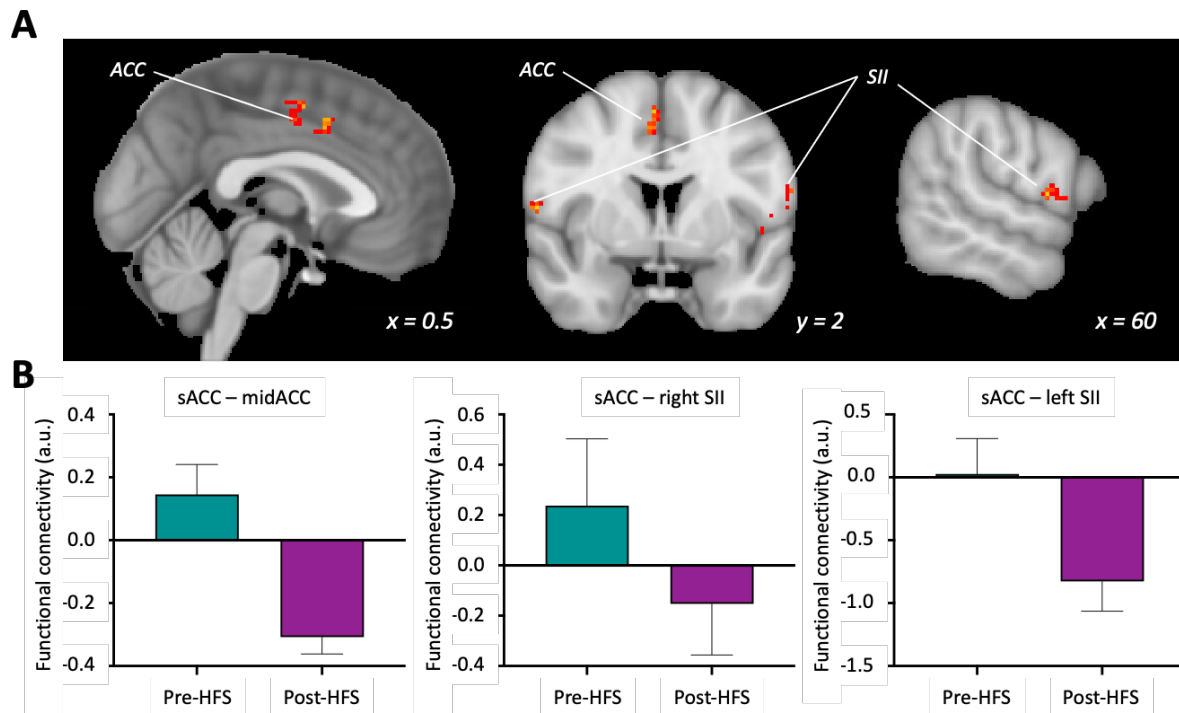 A
ACC
ACC
SII
x = 0.5
y = 2
x = 60
B
sACC – midACC
Functional connectivity (a.u.)
0.4
0.2
0.0
-0.2
-0.4
Pre-HFS
Post-HFS
sACC – right SII
Functional connectivity (a.u.)
0.6
0.4
0.2
0.0
-0.2
-0.4
Pre-HFS
Post-HFS
sACC – left SII
Functional connectivity (a.u.)
0.5
0.0
-0.5
-1.0
-1.5
Pre-HFS
Post-HFS